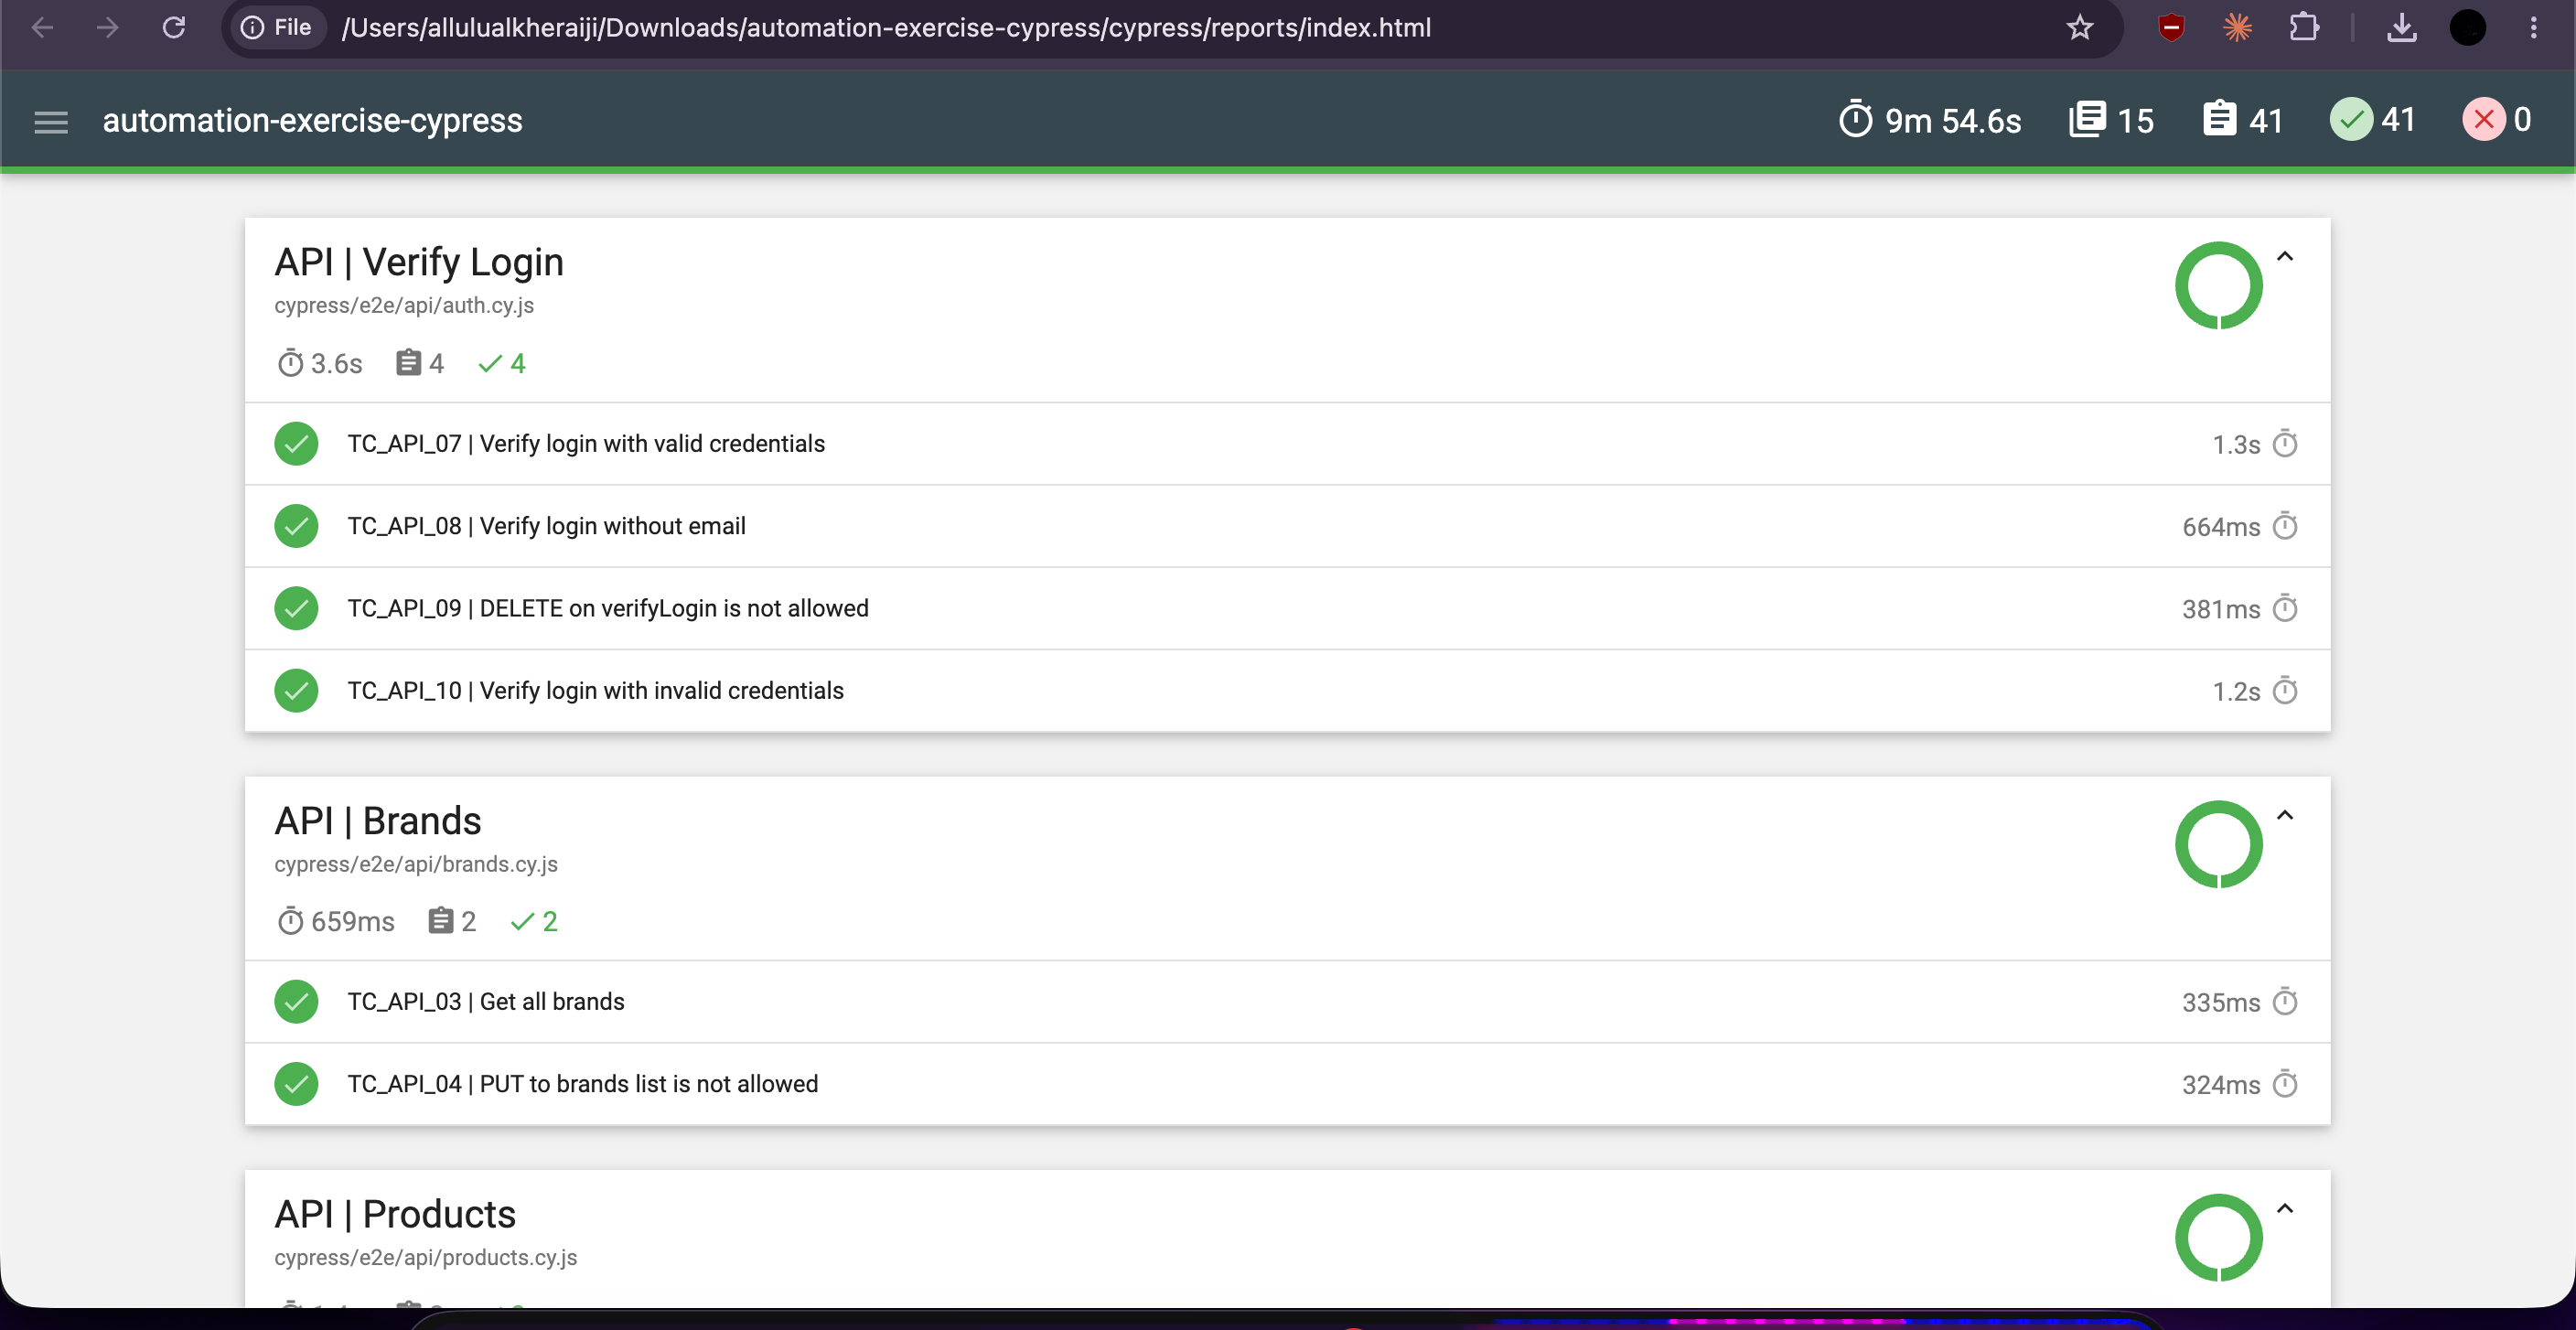 File /Users/allulualkheraiji/Downloads/automation-exercise-cypress/cypress/reports/index.html
automation-exercise-cypress 9m 54.6s 15 41 41 0
API | Verify Login
cypress/e2e/api/auth.cy.js
3.6s 4 4
TC_API_07 | Verify login with valid credentials 1.3s
TC_API_08 | Verify login without email 664ms
TC_API_09 | DELETE on verifyLogin is not allowed 381ms
TC_API_10 | Verify login with invalid credentials 1.2s
API | Brands
cypress/e2e/api/brands.cy.js
659ms 2 2
TC_API_03 | Get all brands 335ms
TC_API_04 | PUT to brands list is not allowed 324ms
API | Products
cypress/e2e/api/products.cy.js